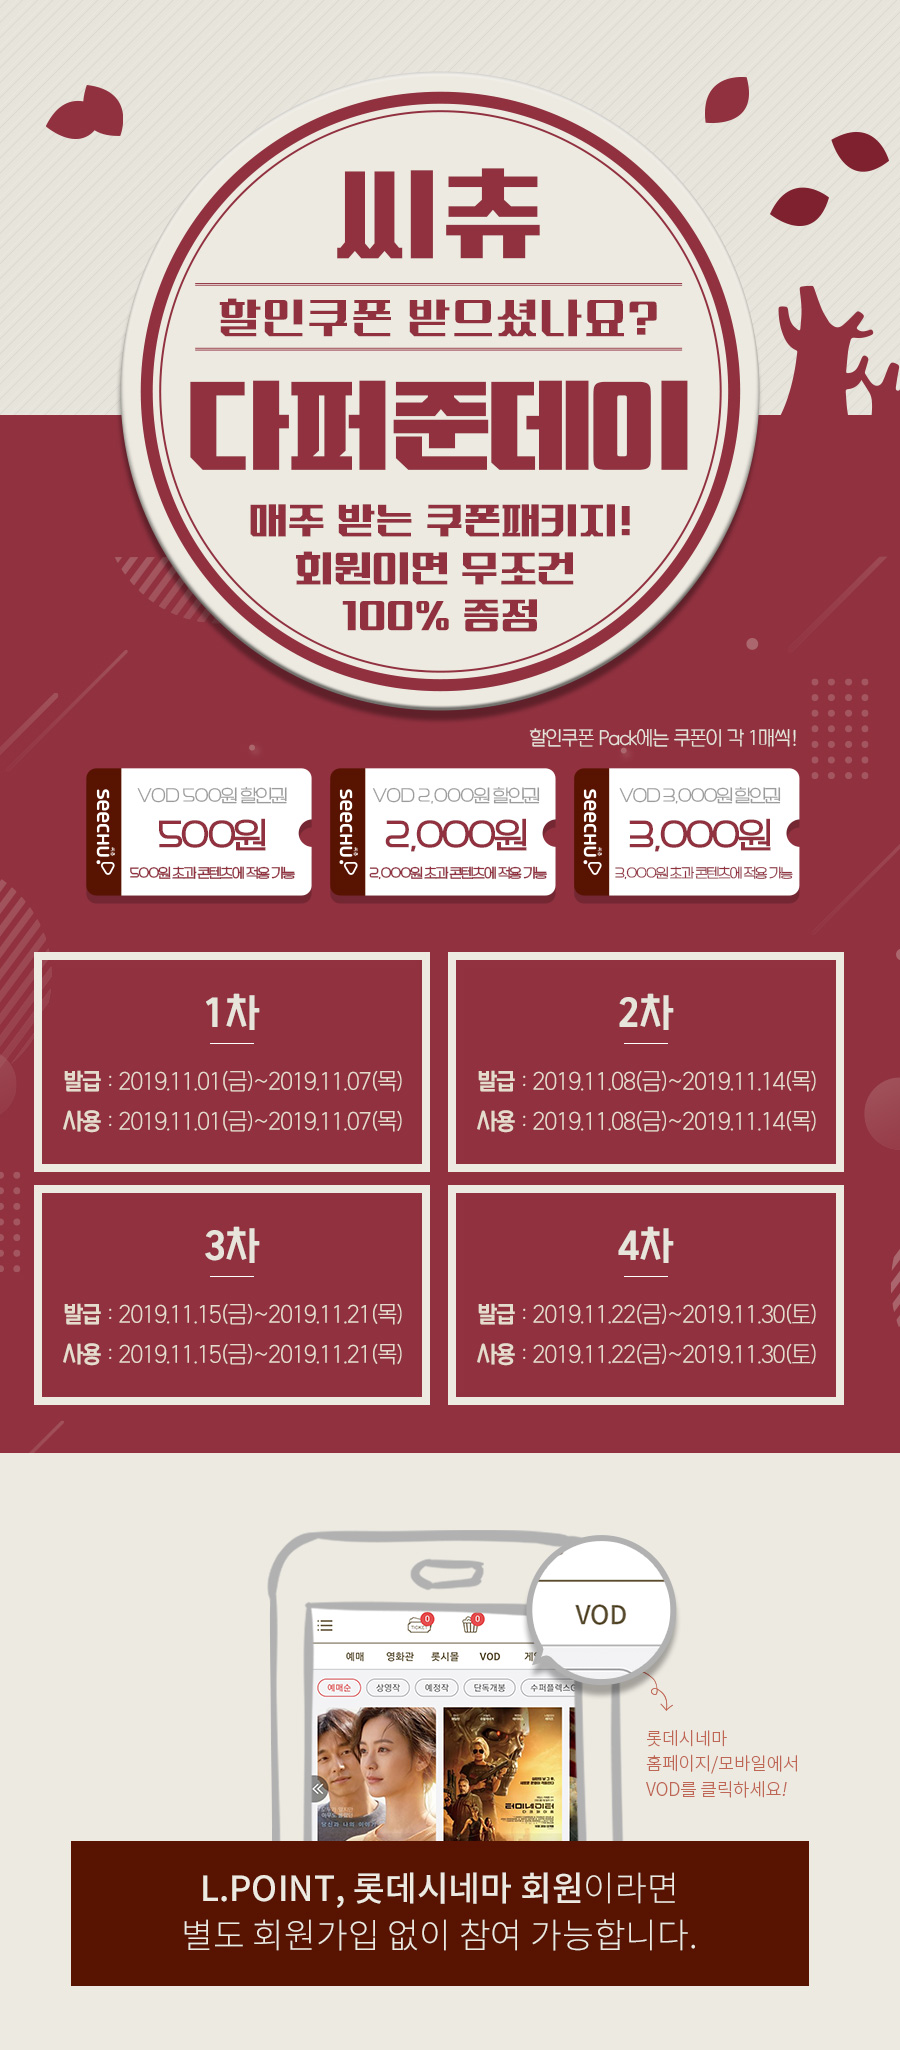 씨츄
할인쿠폰 받으셨나요?
다퍼준데이
매주 받는 쿠폰패키지!
회원이면 무조건
100% 증정
할인쿠폰 Pack에는 쿠폰이 각 1매씩!
seeCHU
VOD 500원 할인권
500원
500원 초과 콘텐츠에 적용 가능
seeCHU
VOD 2,000원 할인권
2,000원
2,000원 초과 콘텐츠에 적용 가능
seeCHU
VOD 3,000원 할인권
3,000원
3,000원 초과 콘텐츠에 적용 가능
1차
발급 : 2019.11.01(금)~2019.11.07(목)
사용 : 2019.11.01(금)~2019.11.07(목)
2차
발급 : 2019.11.08(금)~2019.11.14(목)
사용 : 2019.11.08(금)~2019.11.14(목)
3차
발급 : 2019.11.15(금)~2019.11.21(목)
사용 : 2019.11.15(금)~2019.11.21(목)
4차
발급 : 2019.11.22(금)~2019.11.30(토)
사용 : 2019.11.22(금)~2019.11.30(토)
TICKET 0 0
예매 영화관 롯시몰 VOD
VOD
예매순 상영작 예정작 단독개봉 수퍼플렉스
터미네이터
롯데시네마
홈페이지/모바일에서
VOD를 클릭하세요!
L.POINT, 롯데시네마 회원이라면
별도 회원가입 없이 참여 가능합니다.